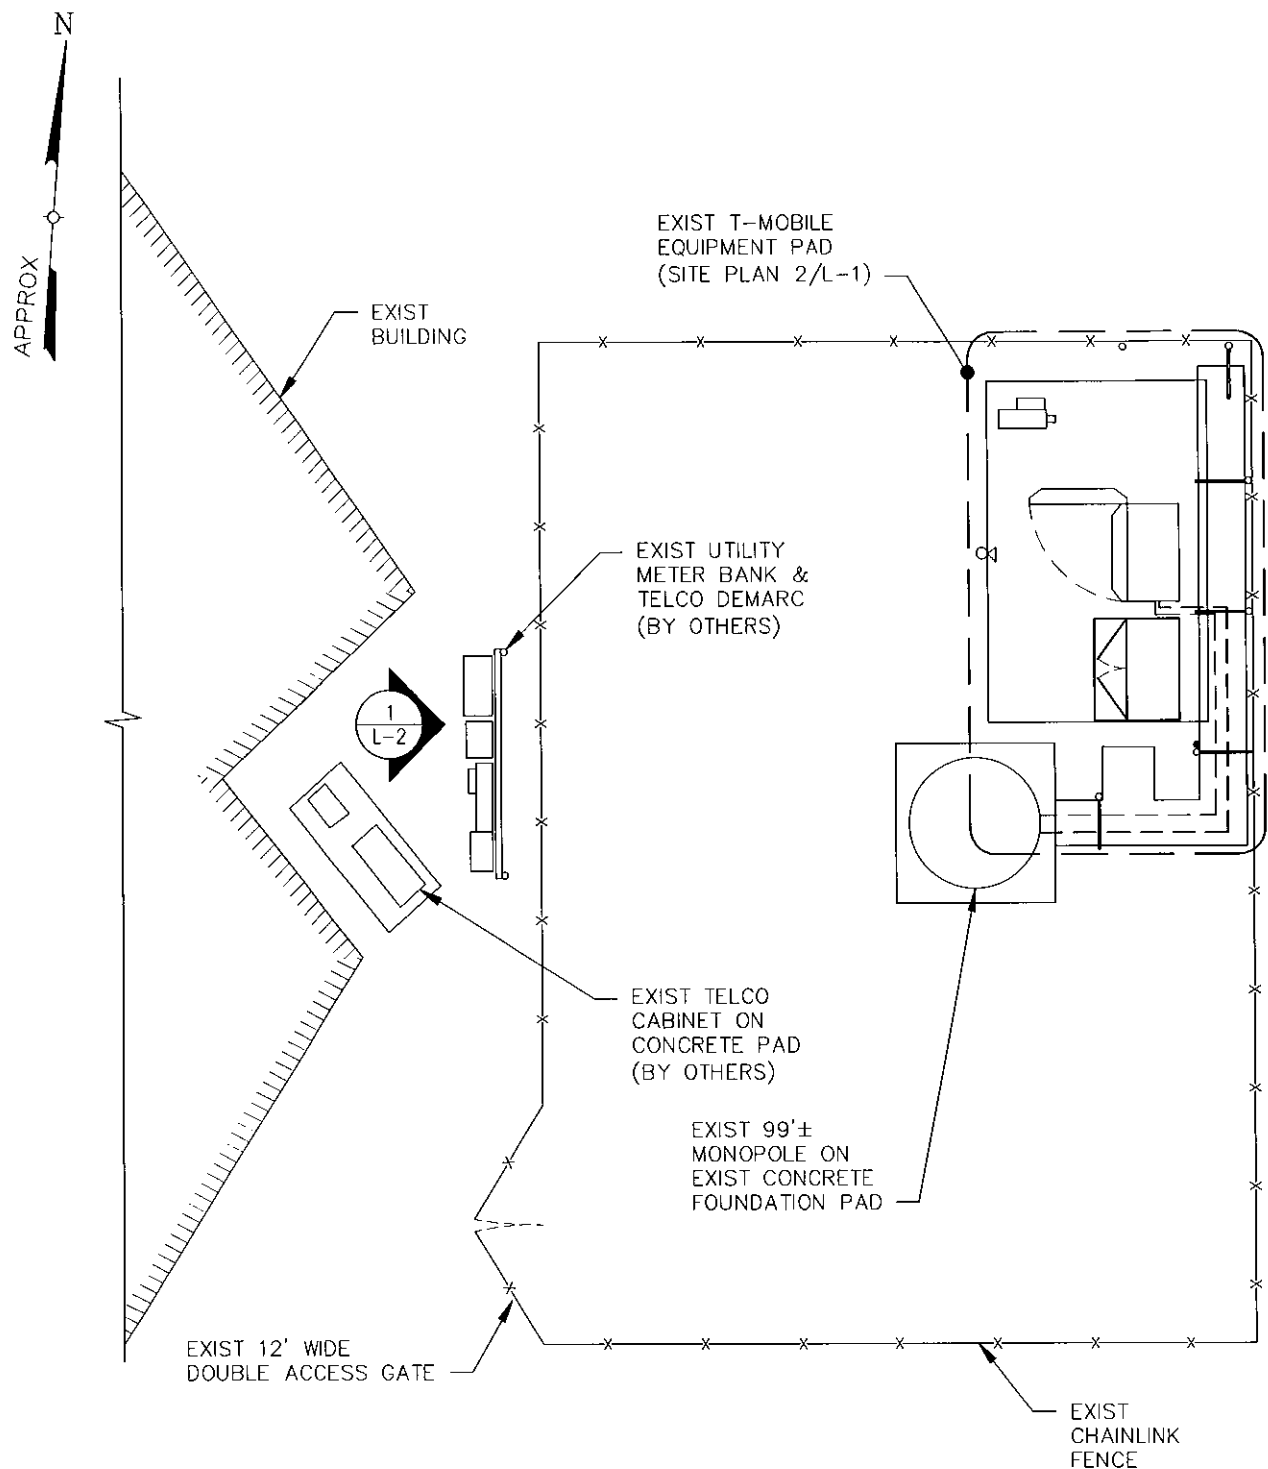 N
APPROX
EXIST T-MOBILE
EQUIPMENT PAD
(SITE PLAN 2/L-1)
EXIST
BUILDING
EXIST UTILITY
METER BANK &
TELCO DEMARC
(BY OTHERS)
1
L-2
EXIST TELCO
CABINET ON
CONCRETE PAD
(BY OTHERS)
EXIST 99'±
MONOPOLE ON
EXIST CONCRETE
FOUNDATION PAD
EXIST 12' WIDE
DOUBLE ACCESS GATE
EXIST
CHAINLINK
FENCE